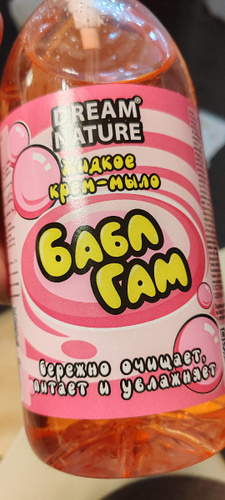 DREAM®
NATURE
Жидкое
крем-мыло
БАБЛ
ГАМ
бережно очищает,
питает и увлажняет